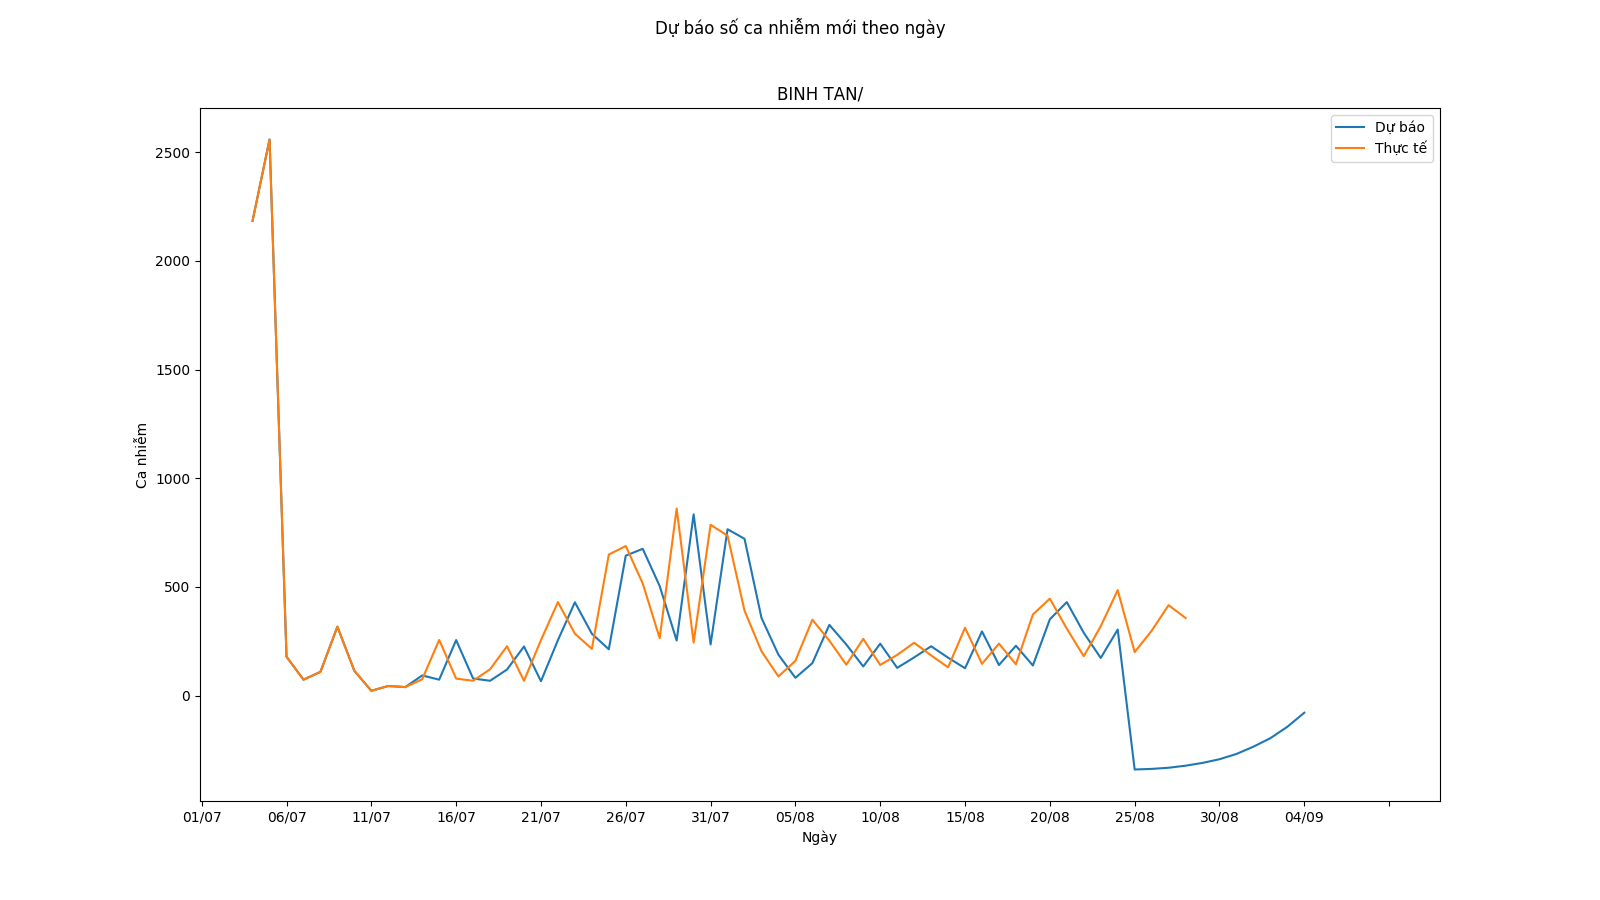 Dự báo số ca nhiễm mới theo ngày
BINH TAN/
Dự báo
Thực tế
2500
2000
1500
1000
500
0
Ca nhiễm
01/07 06/07 11/07 16/07 21/07 26/07 31/07 05/08 10/08 15/08 20/08 25/08 30/08 04/09
Ngày